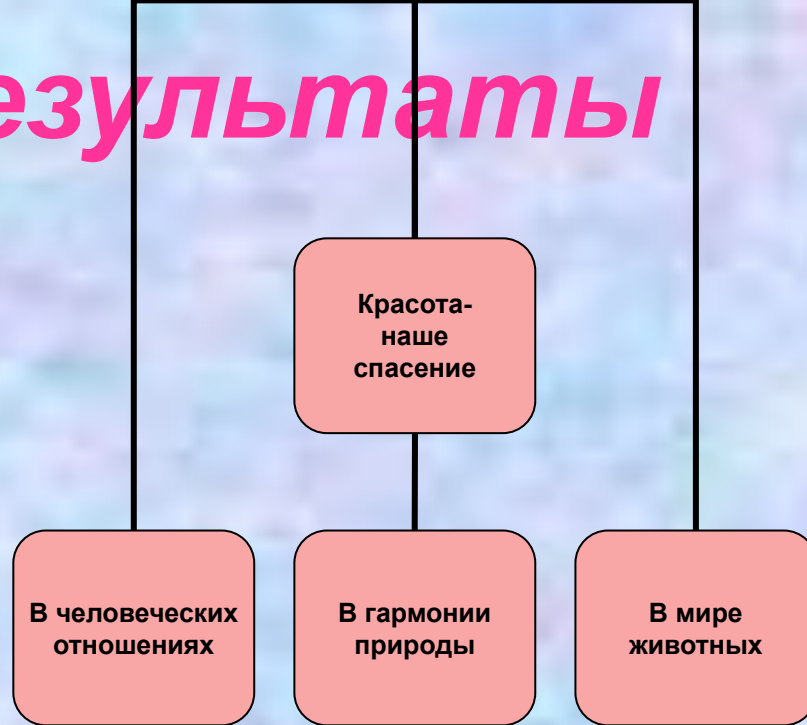 езультаты
Красота-
наше
спасение
В человеческих
отношениях
В гармонии
природы
В мире
животных